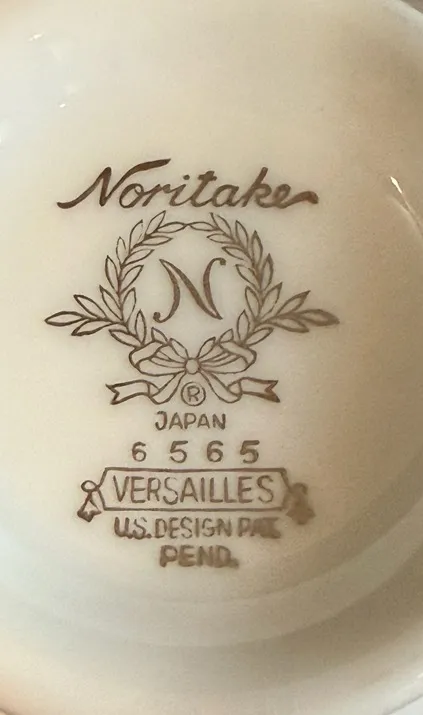 Noritake
N
®
JAPAN
6565
VERSAILLES
U.S. DESIGN PAT.
PEND.